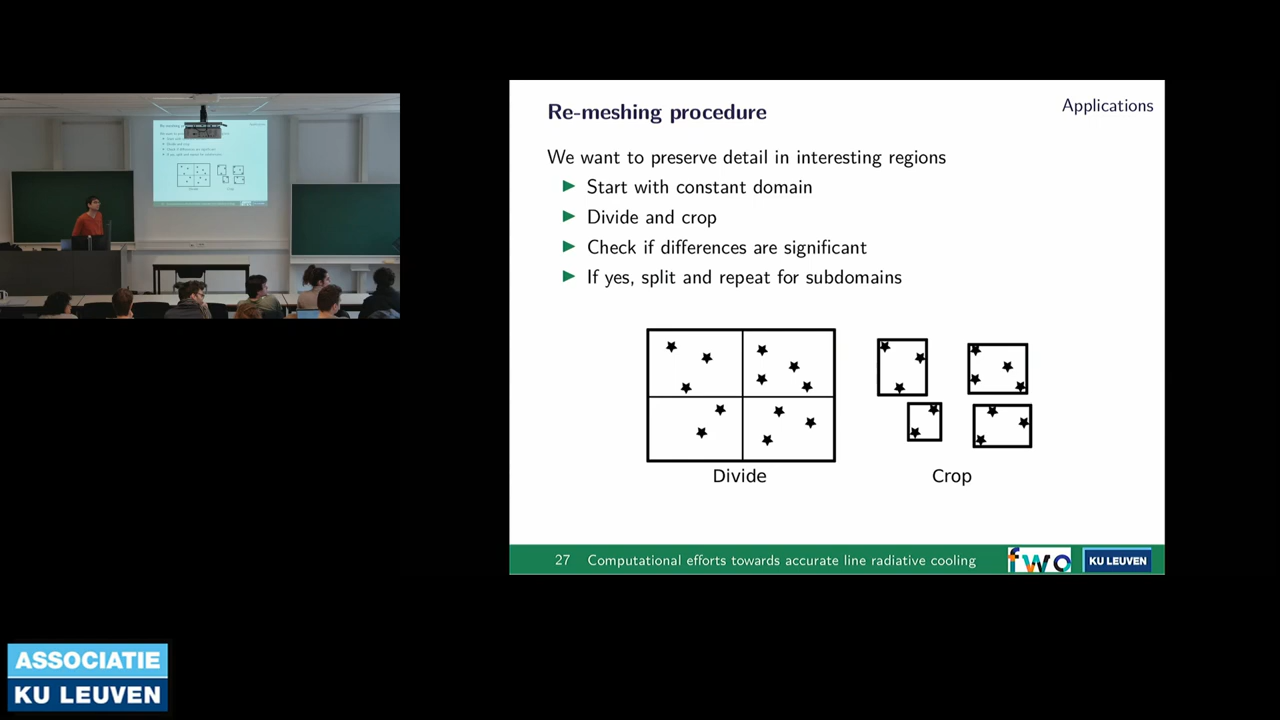 Re-meshing procedure
Applications
We want to preserve detail in interesting regions
Start with constant domain
Divide and crop
Check if differences are significant
If yes, split and repeat for subdomains
Divide
Crop
27 Computational efforts towards accurate line radiative cooling
fwo
KU LEUVEN
ASSOCIATIE
KU LEUVEN